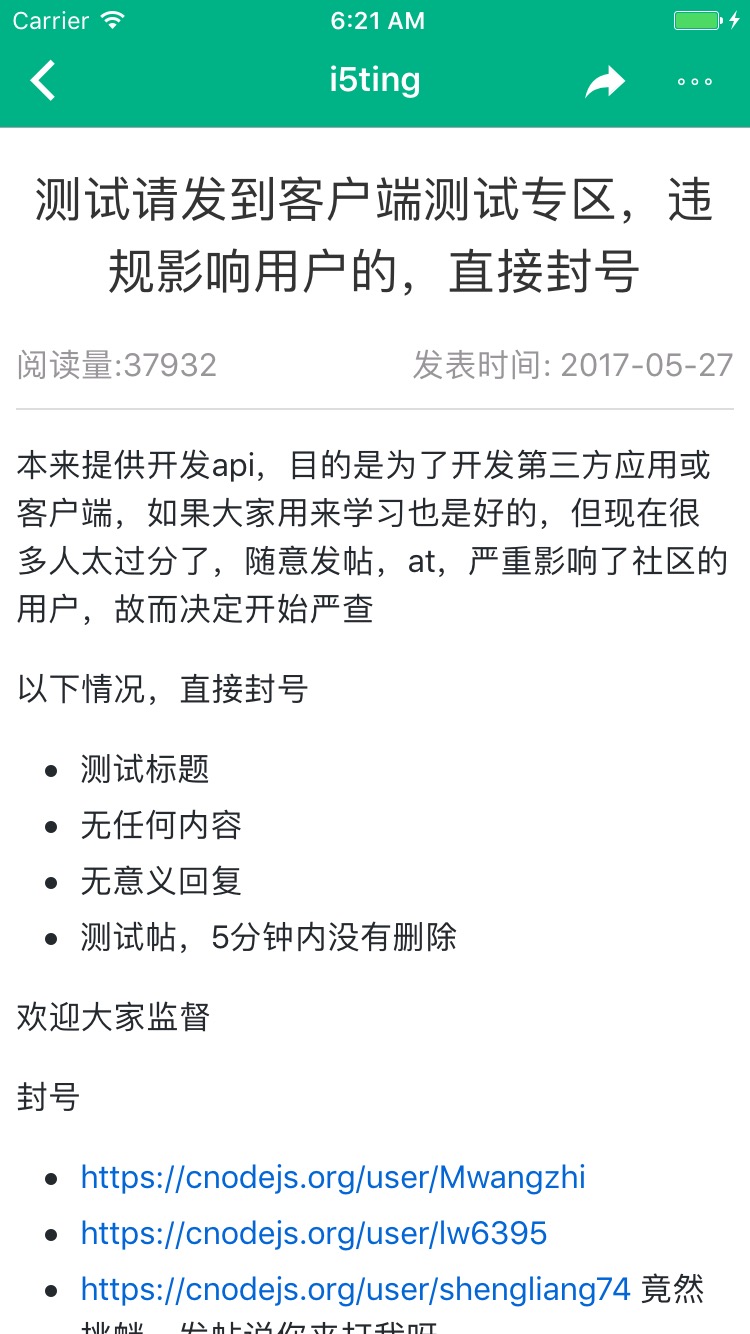 Carrier 6:21 AM
i5ting
测试请发到客户端测试专区，违
规影响用户的，直接封号
阅读量:37932 发表时间: 2017-05-27
本来提供开发api，目的是为了开发第三方应用或
客户端，如果大家用来学习也是好的，但现在很
多人太过分了，随意发帖，at，严重影响了社区的
用户，故而决定开始严查
以下情况，直接封号
• 测试标题
• 无任何内容
• 无意义回复
• 测试帖，5分钟内没有删除
欢迎大家监督
封号
• https://cnodejs.org/user/Mwangzhi
• https://cnodejs.org/user/lw6395
• https://cnodejs.org/user/shengliang74 竟然